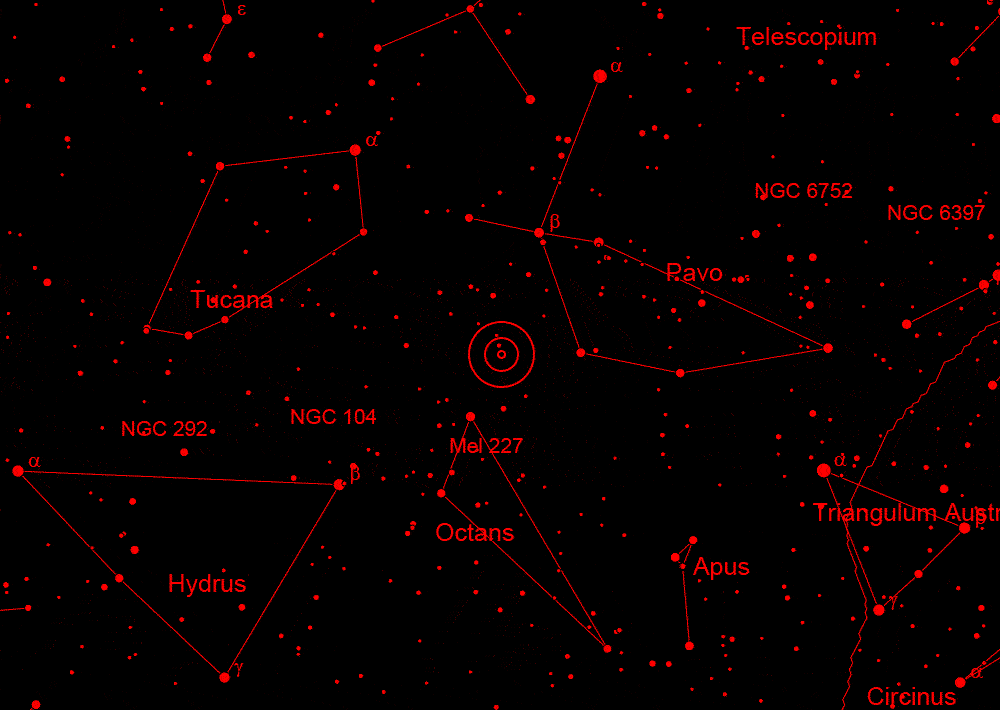 ε
Telescopium
α
α
NGC 6752
NGC 6397
β
α
Pavo
Tucana
NGC 104
NGC 292
Mel 227
α
β
α
Triangulum Austr
β
Octans
Apus
Hydrus
γ
γ
α
Circinus